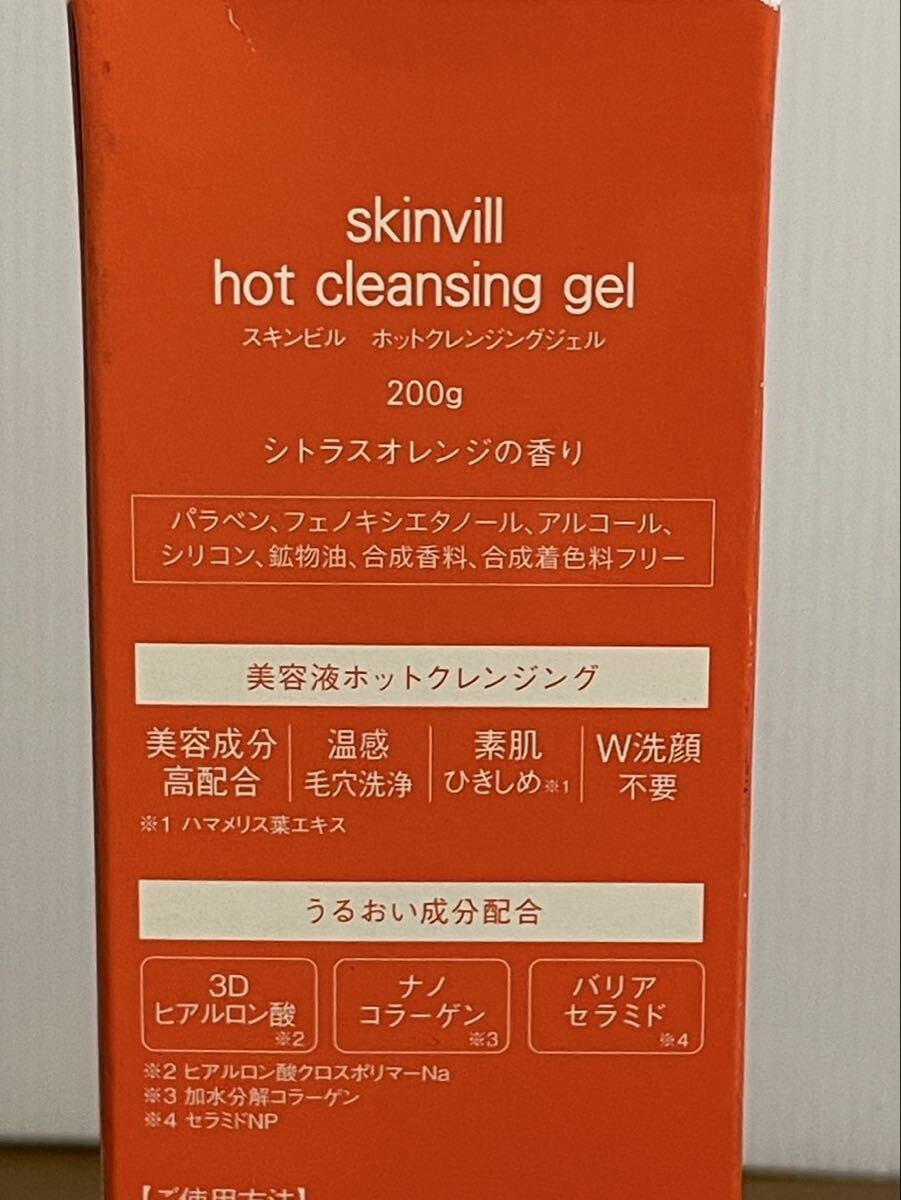 skinvill
hot cleansing gel
スキンビル ホットクレンジングジェル
200g
シトラスオレンジの香り
パラベン、フェノキシエタノール、アルコール、
シリコン、鉱物油、合成香料、合成着色料フリー
美容液ホットクレンジング
美容成分 温感 素肌 W洗顔
高配合 毛穴洗浄 ひきしめ※1 不要
※1 ハマメリス葉エキス
うるおい成分配合
3D ナノ バリア
ヒアルロン酸 コラーゲン セラミド
※2 ※3 ※4
※2 ヒアルロン酸クロスポリマーNa
※3 加水分解コラーゲン
※4 セラミドNP
【ご使用方法】